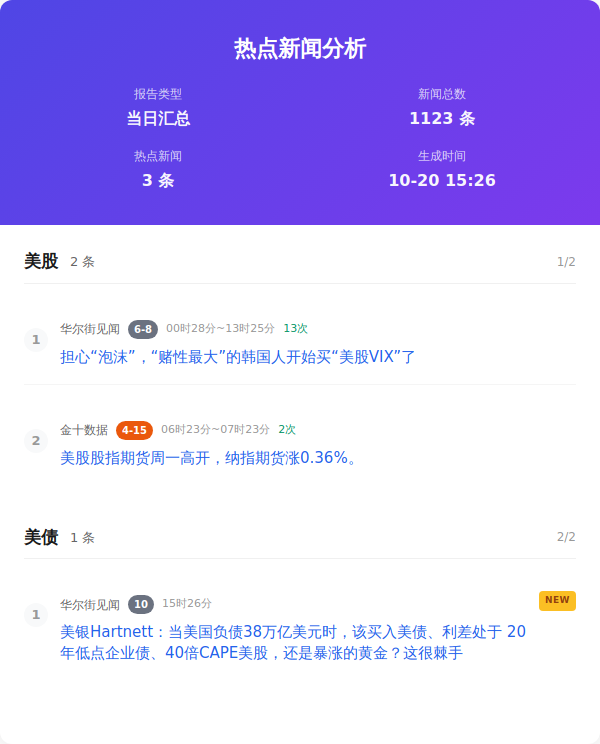 热点新闻分析
报告类型 新闻总数
当日汇总 1123 条
热点新闻 生成时间
3 条 10-20 15:26
美股 2 条 1/2
1 华尔街见闻 6-8 00时28分~13时25分 13次
担心“泡沫”，“赌性最大”的韩国人开始买“美股VIX”了
2 金十数据 4-15 06时23分~07时23分 2次
美股股指期货周一高开，纳指期货涨0.36%。
美债 1 条 2/2
1 华尔街见闻 10 15时26分 NEW
美银Hartnett：当美国负债38万亿美元时，该买入美债、利差处于 20
年低点企业债、40倍CAPE美股，还是暴涨的黄金？这很棘手